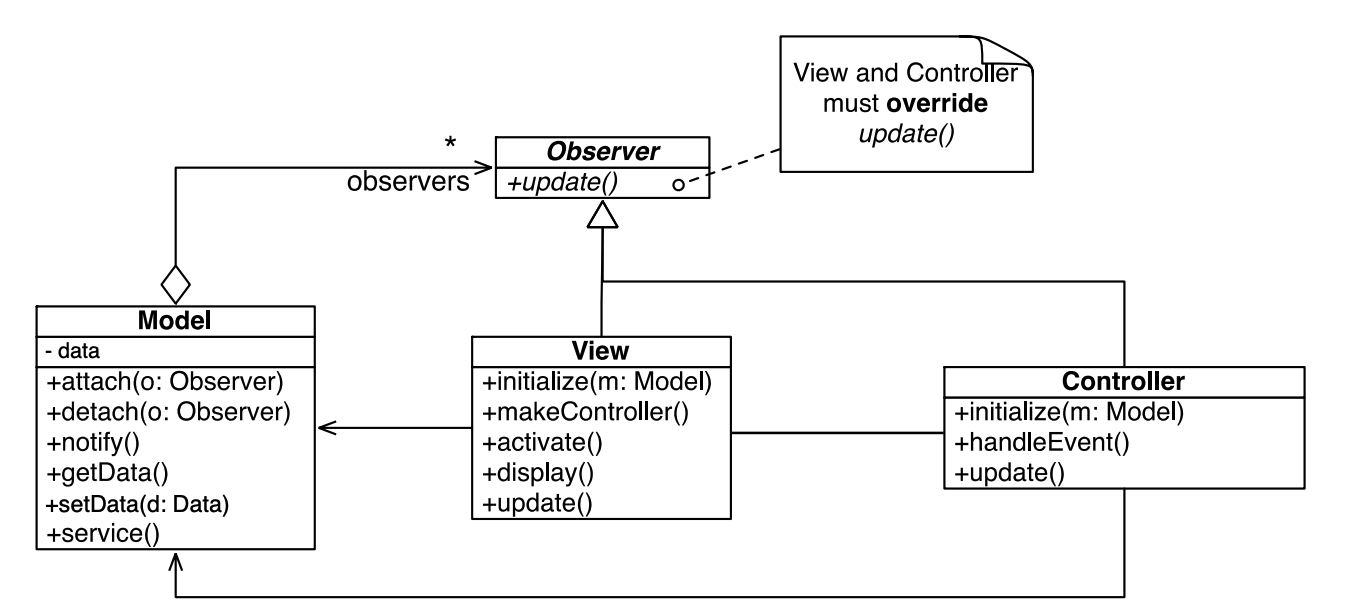 View and Controller
must override
update()
*
observers
Observer
+update()
Model
- data
+attach(o: Observer)
+detach(o: Observer)
+notify()
+getData()
+setData(d: Data)
+service()
View
+initialize(m: Model)
+makeController()
+activate()
+display()
+update()
Controller
+initialize(m: Model)
+handleEvent()
+update()